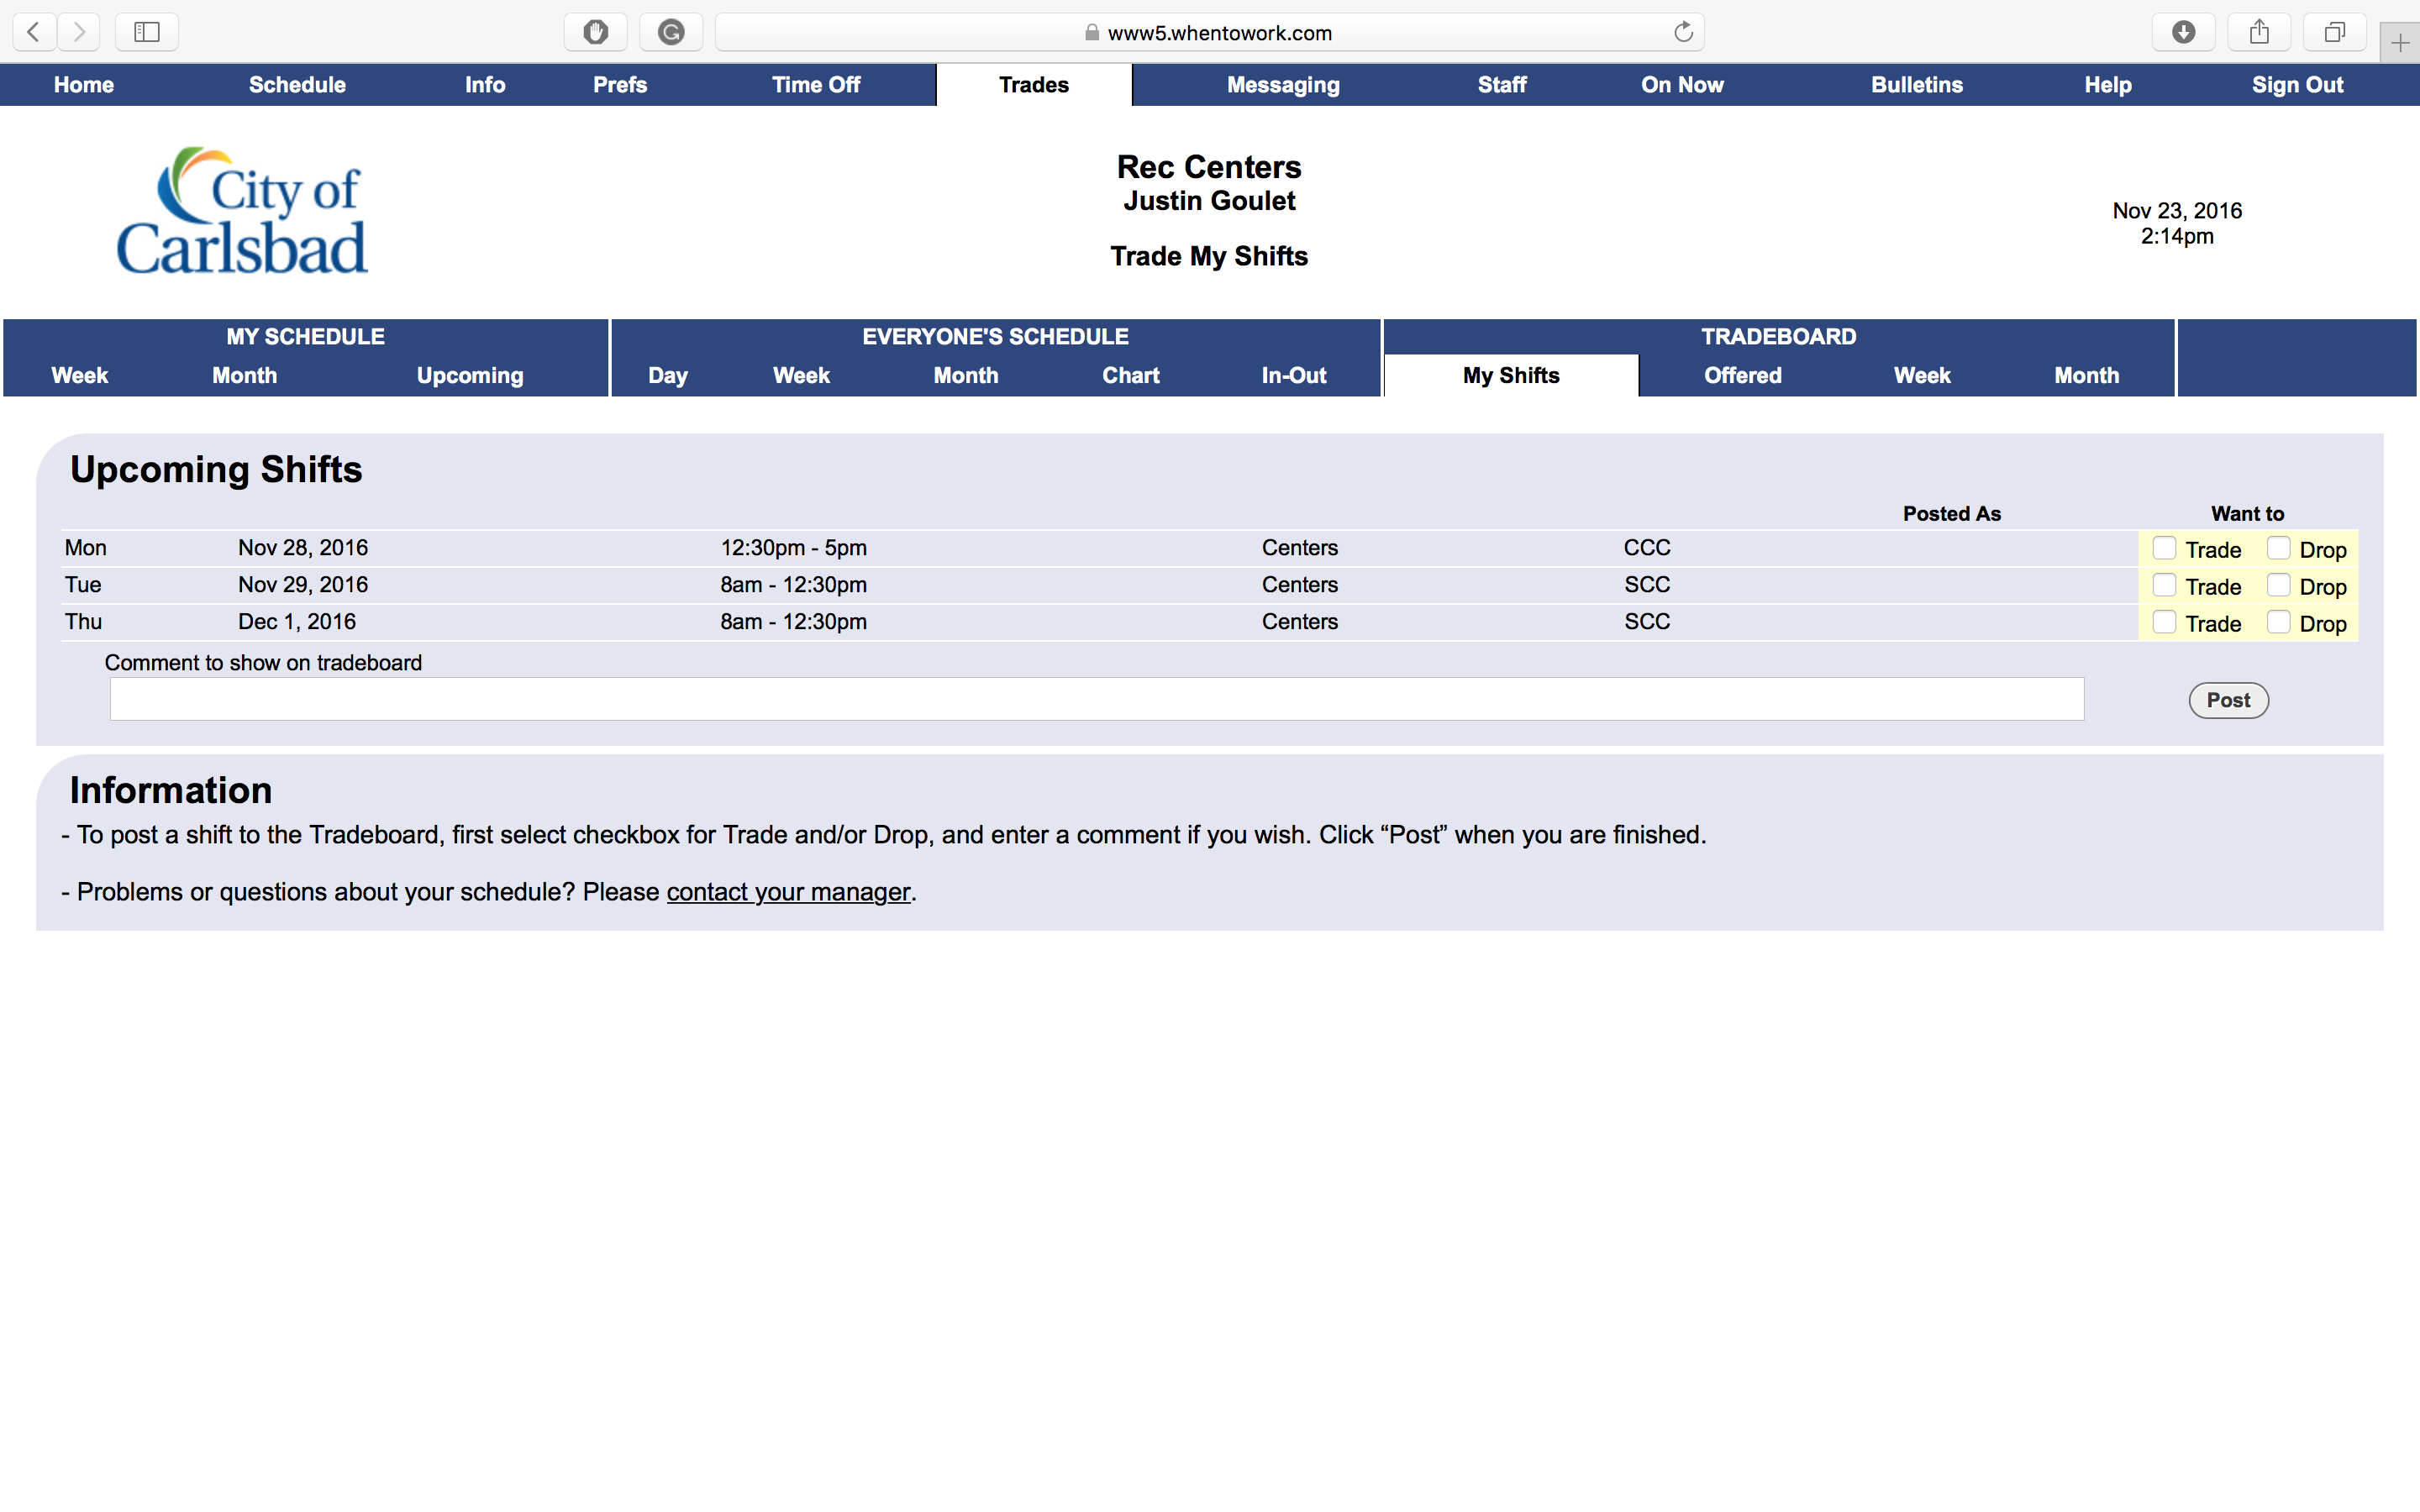 www5.whentowork.com
Home Schedule Info Prefs Time Off Trades Messaging Staff On Now Bulletins Help Sign Out
City of
Carlsbad
Rec Centers
Justin Goulet
Trade My Shifts
Nov 23, 2016
2:14pm
MY SCHEDULE EVERYONE'S SCHEDULE TRADEBOARD
Week Month Upcoming Day Week Month Chart In-Out My Shifts Offered Week Month
Upcoming Shifts
Posted As Want to
Mon Nov 28, 2016 12:30pm - 5pm Centers CCC Trade Drop
Tue Nov 29, 2016 8am - 12:30pm Centers SCC Trade Drop
Thu Dec 1, 2016 8am - 12:30pm Centers SCC Trade Drop
Comment to show on tradeboard
Post
Information
- To post a shift to the Tradeboard, first select checkbox for Trade and/or Drop, and enter a comment if you wish. Click “Post” when you are finished.
- Problems or questions about your schedule? Please contact your manager.